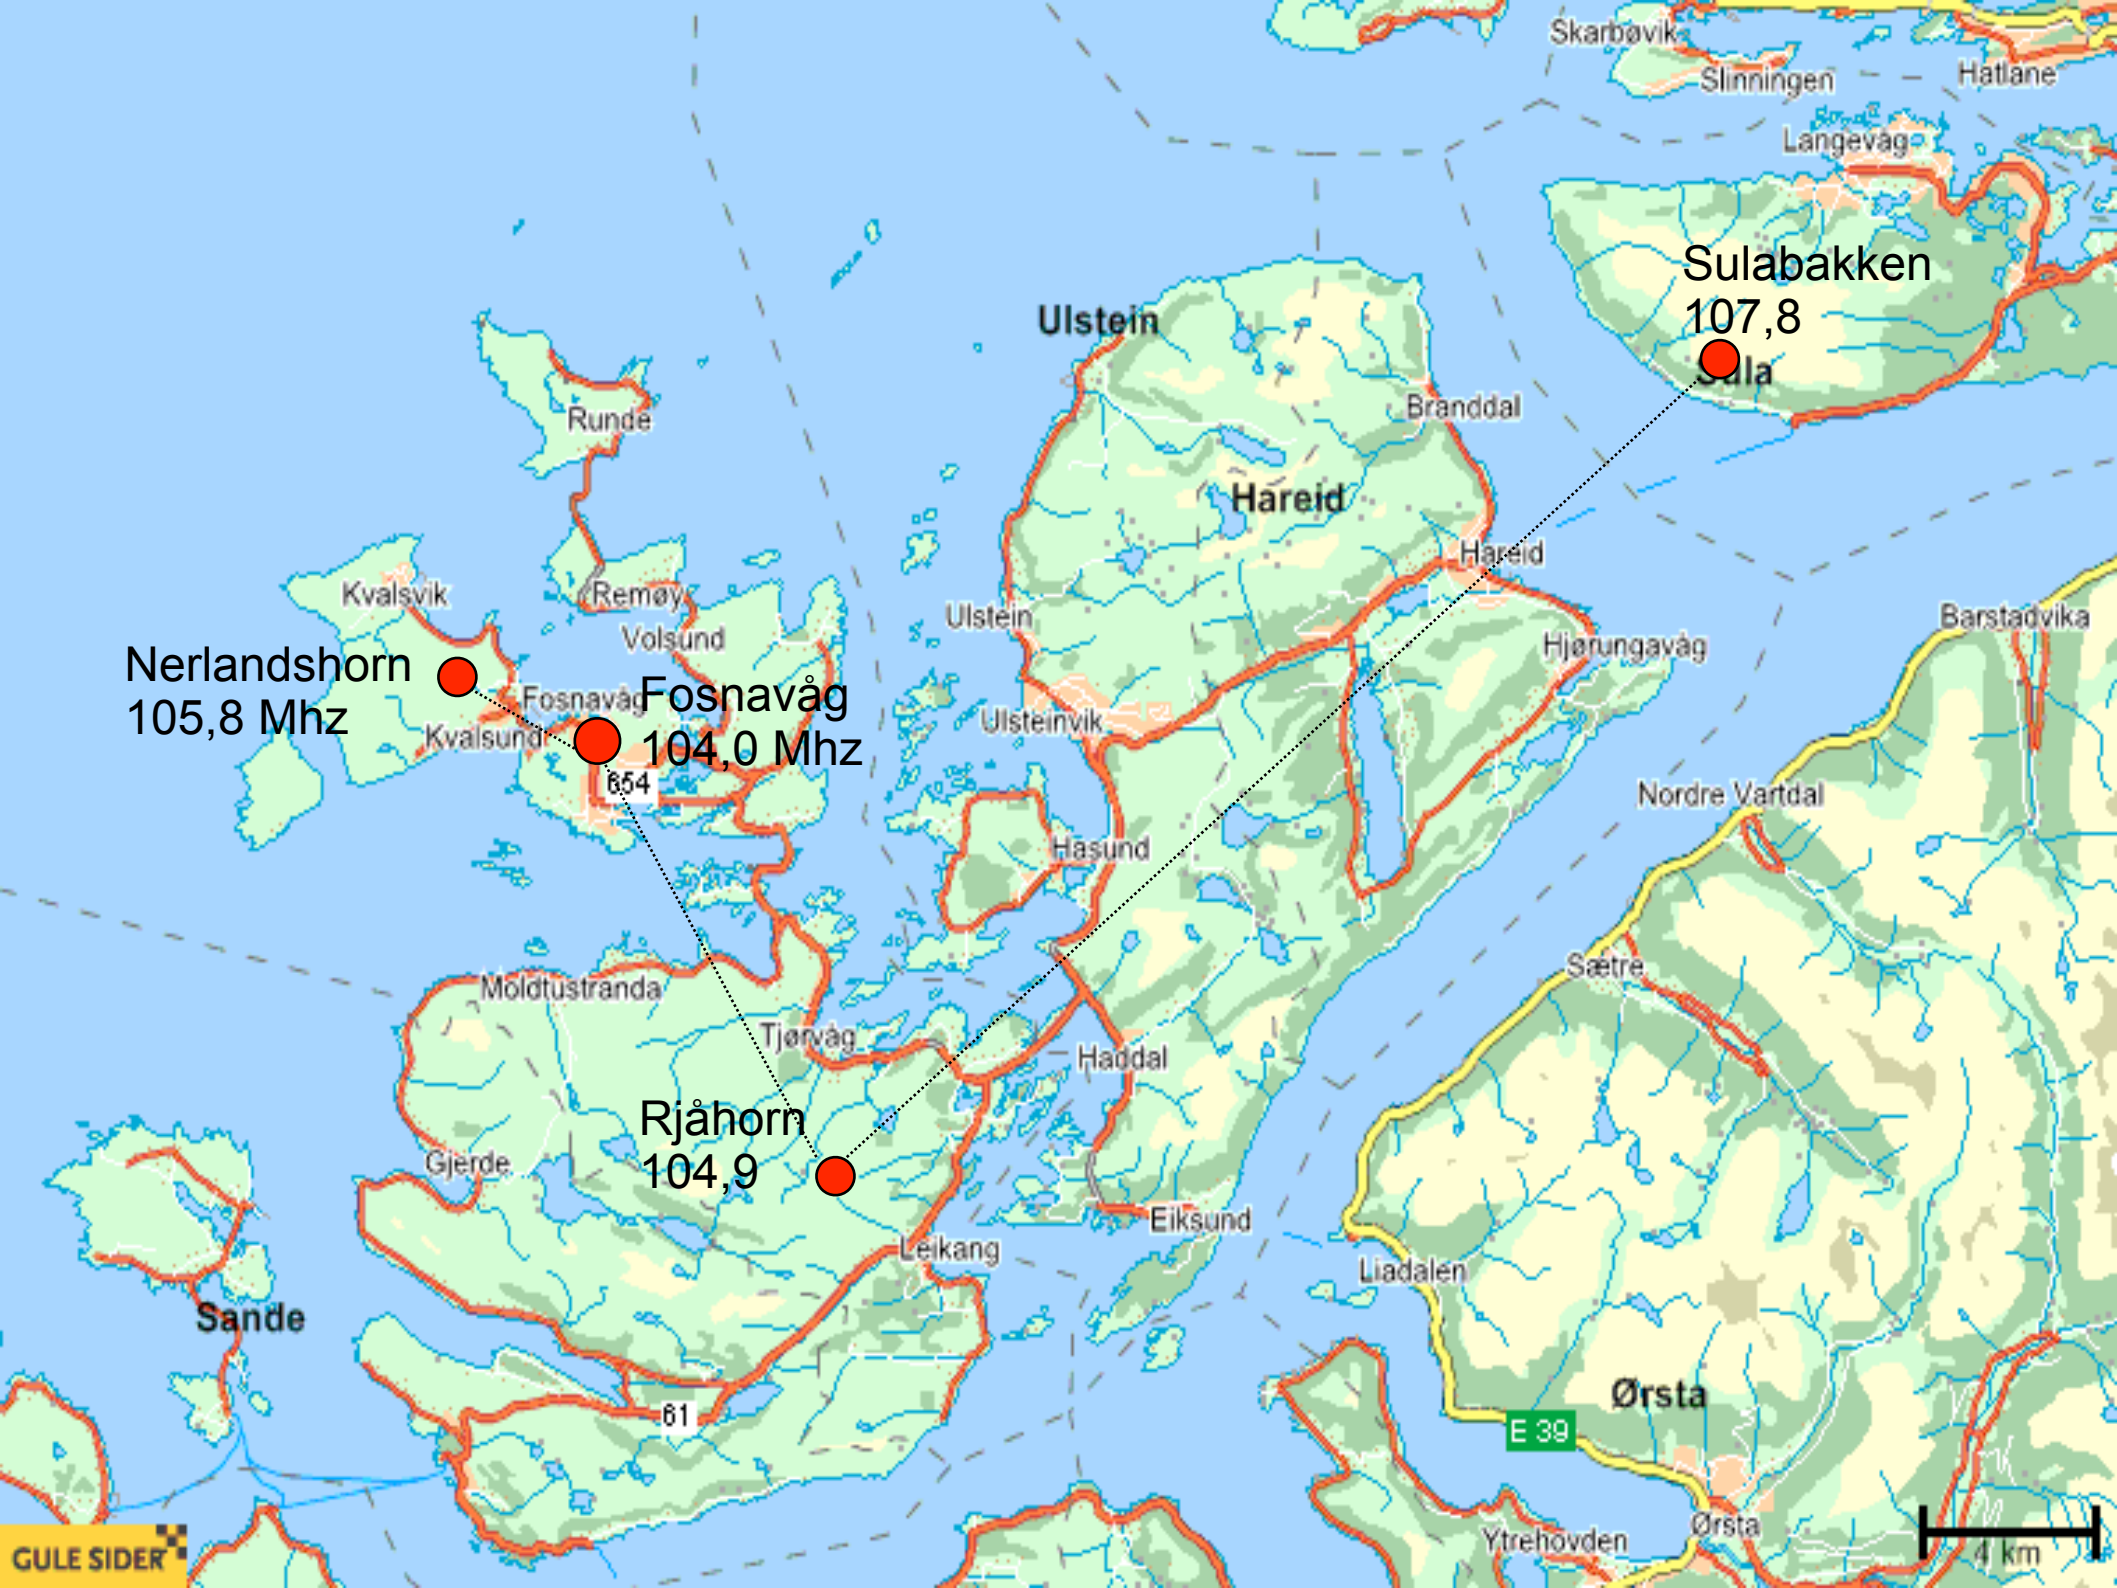 Skarbøvik
Slinningen
Hatlane
Langevåg
Sulabakken
107,8
Sula
Ulstein
Runde
Branddal
Hareid
Hareid
Kvalsvik
Remøy
Volsund
Ulstein
Barstadvika
Hjørungavåg
Nerlandshorn
105,8 Mhz
Fosnavåg
Fosnavåg
104,0 Mhz
Kvalsund
Ulsteinvik
654
Nordre Vartdal
Hasund
Sætre
Moldtustranda
Tjørvåg
Haddal
Rjåhorn
104,9
Gjerde
Eiksund
Leikang
Liadalen
Sande
Ørsta
61
E 39
Ørsta
Ytrehovden
4 km
GULE SIDER